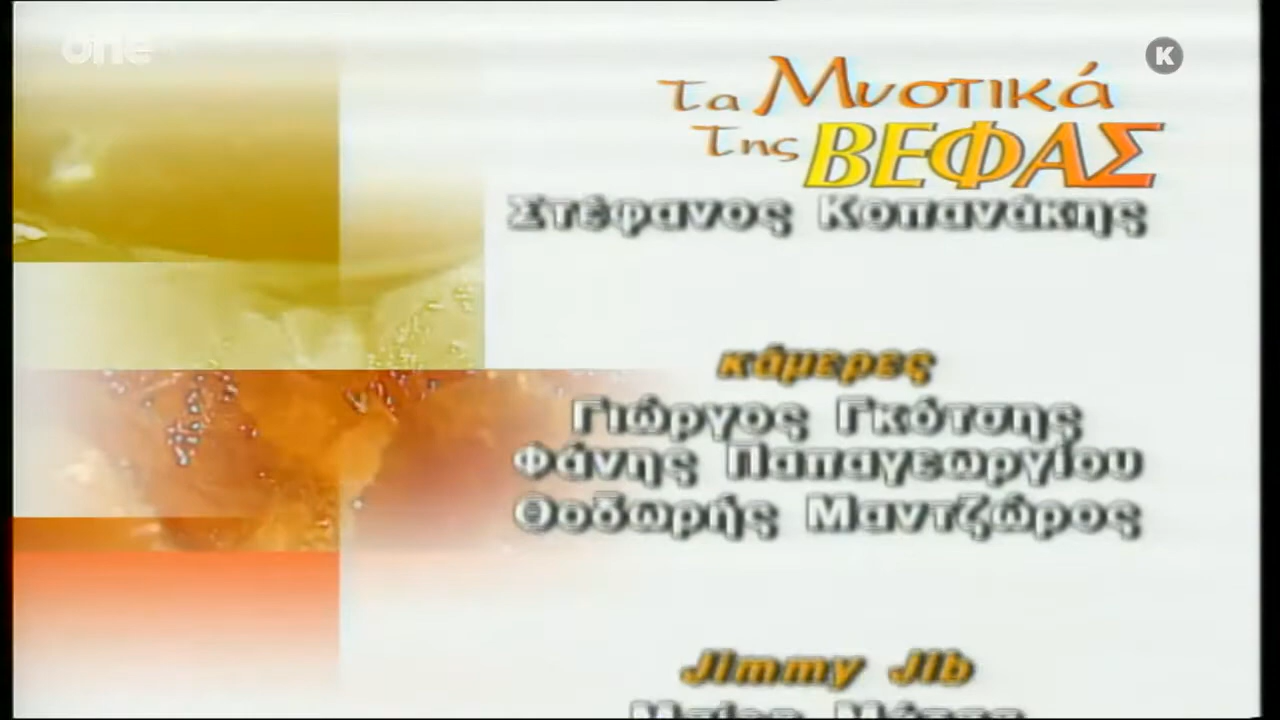 one
K
Τα Μυστικά
Της ΒΕΦΑΣ
Στέφανος Κοπανάκης
κάμερες
Γιώργος Γκότσης
Φάνης Παπαγεωργίου
Θοδωρής Μαντζώρος
Jimmy Jib